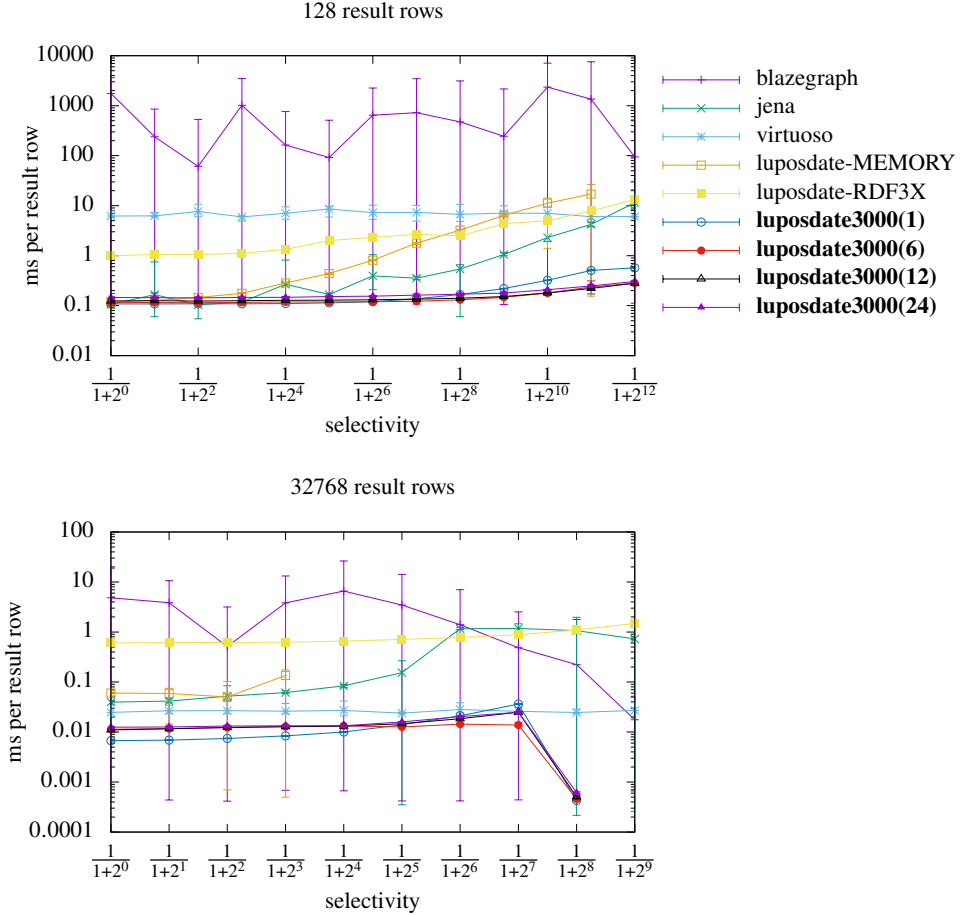 128 result rows
10000
1000
100
10
1
0.1
0.01
ms per result row
1/(1+2^0)
1/(1+2^2)
1/(1+2^4)
1/(1+2^6)
1/(1+2^8)
1/(1+2^10)
1/(1+2^12)
selectivity
blazegraph
jena
virtuoso
luposdate-MEMORY
luposdate-RDF3X
luposdate3000(1)
luposdate3000(6)
luposdate3000(12)
luposdate3000(24)
32768 result rows
100
10
1
0.1
0.01
0.001
0.0001
ms per result row
1/(1+2^0)
1/(1+2^1)
1/(1+2^2)
1/(1+2^3)
1/(1+2^4)
1/(1+2^5)
1/(1+2^6)
1/(1+2^7)
1/(1+2^8)
1/(1+2^9)
selectivity